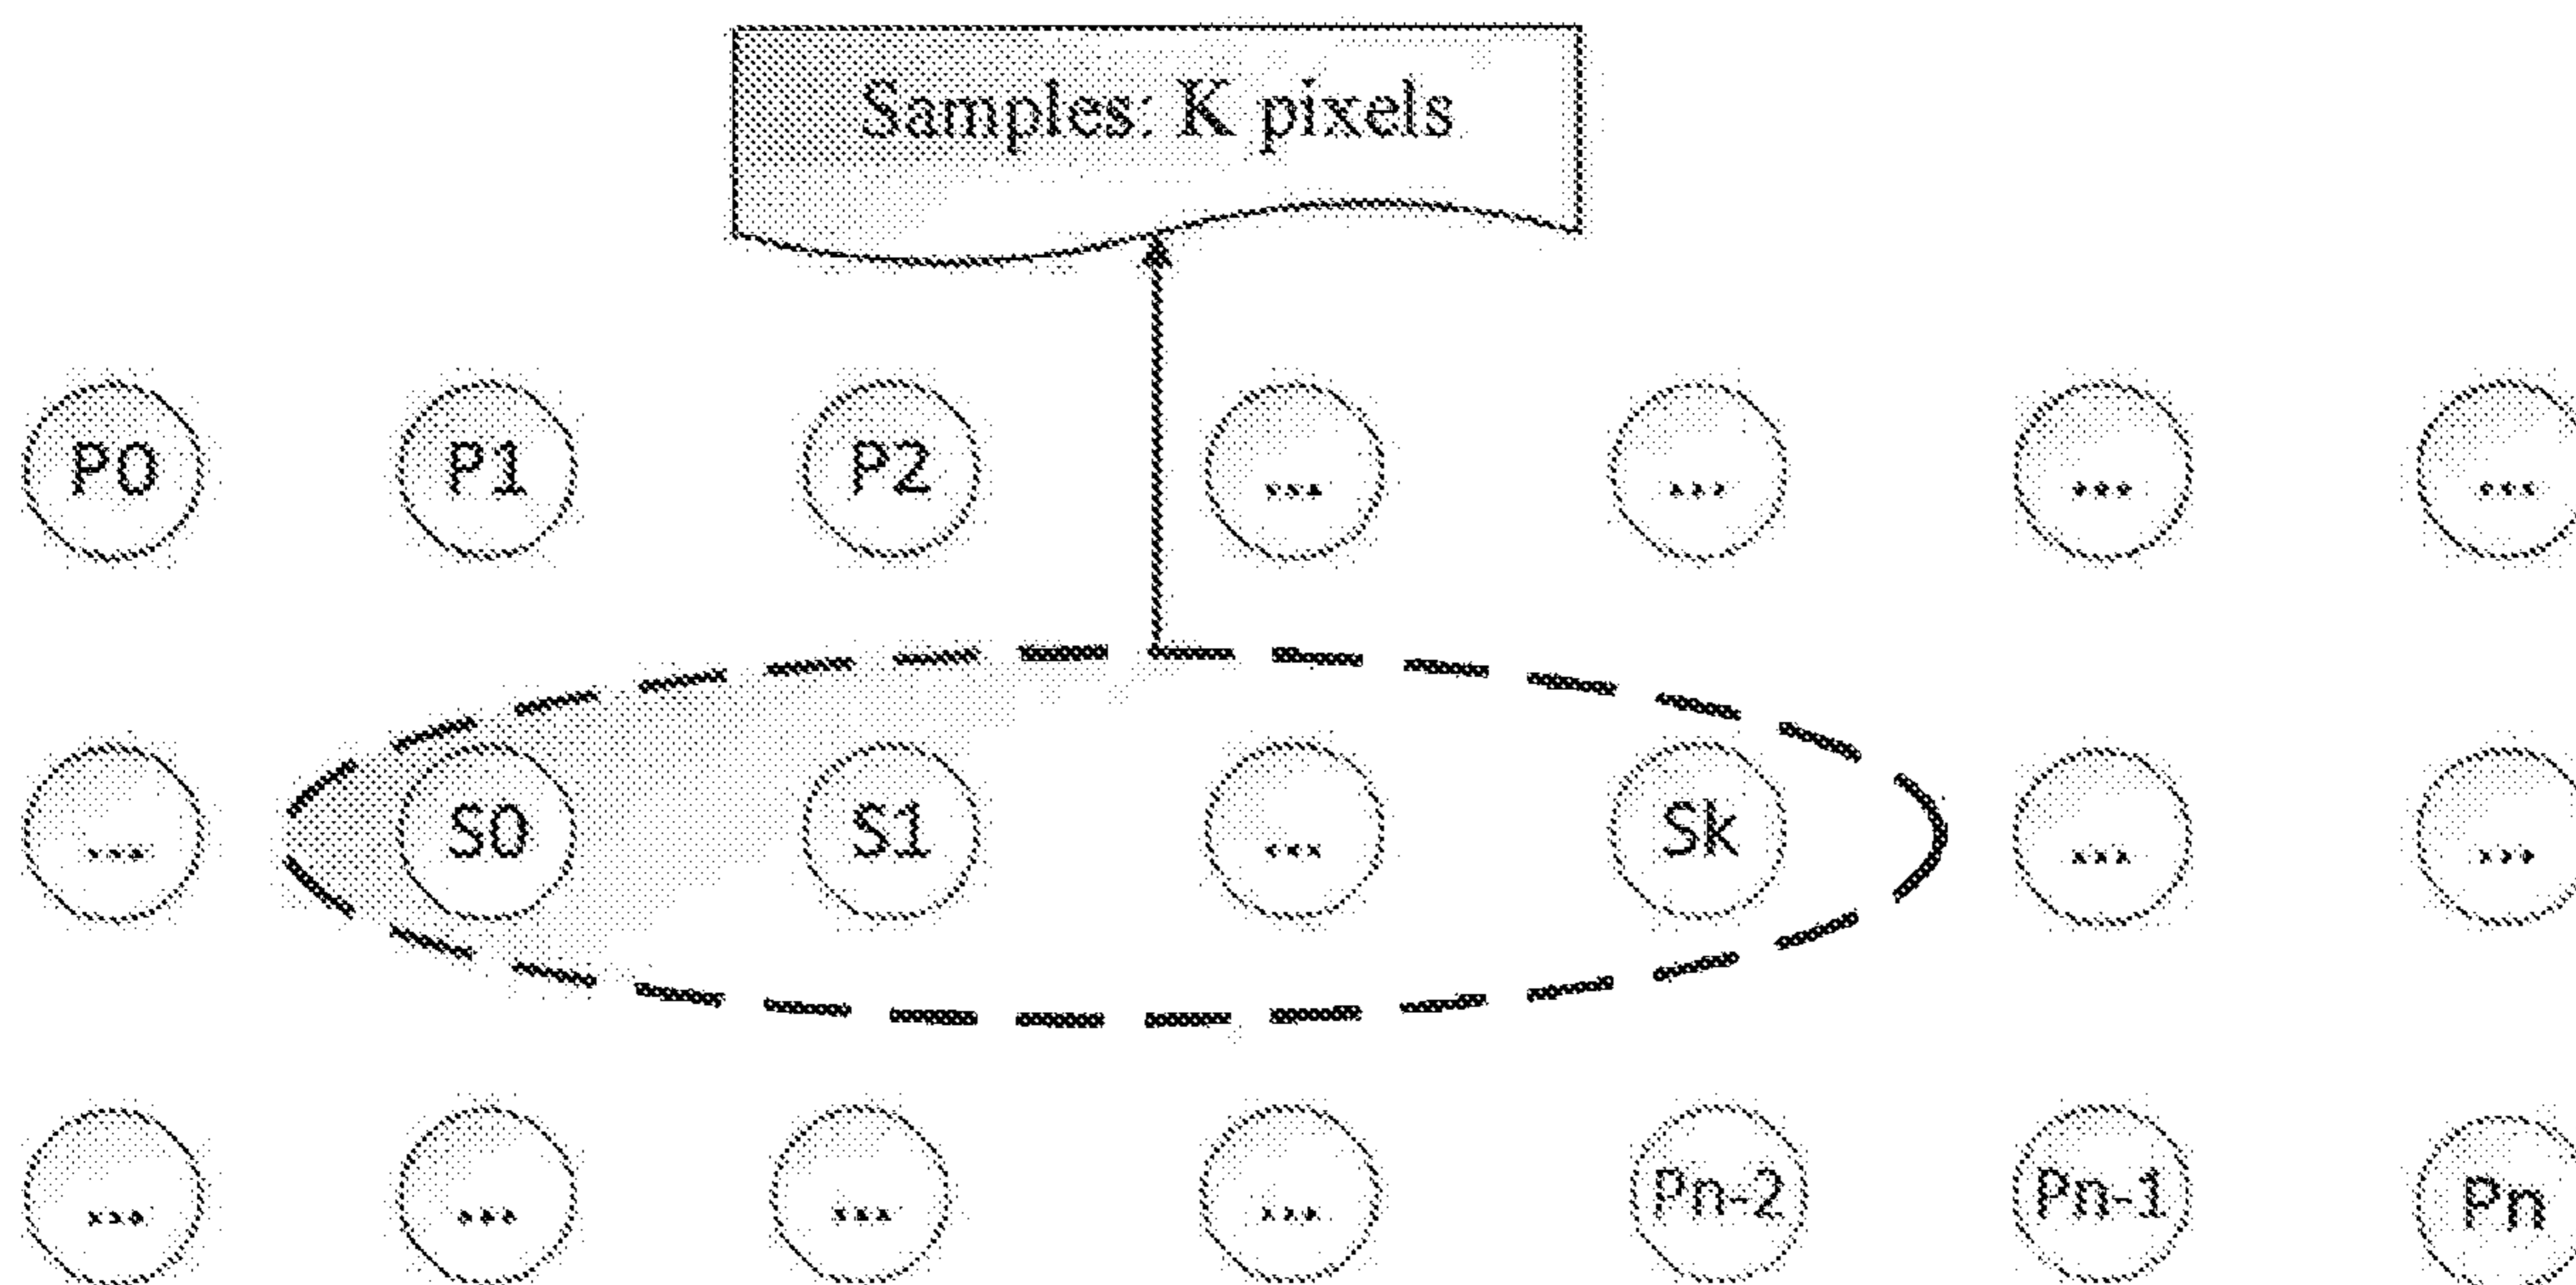 Samples: K pixels
P0 P1 P2 ... ... ... ...
... S0 S1 ... Sk ... ...
... ... ... ... Pn-2 Pn-1 Pn